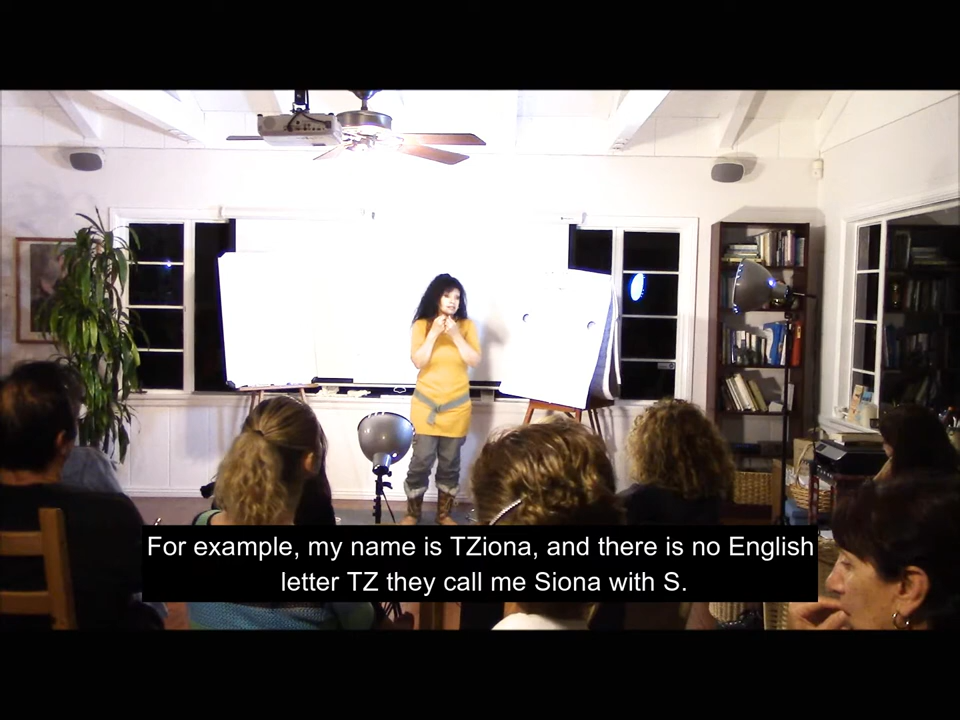 For example, my name is TZiona, and there is no English
letter TZ they call me Siona with S.